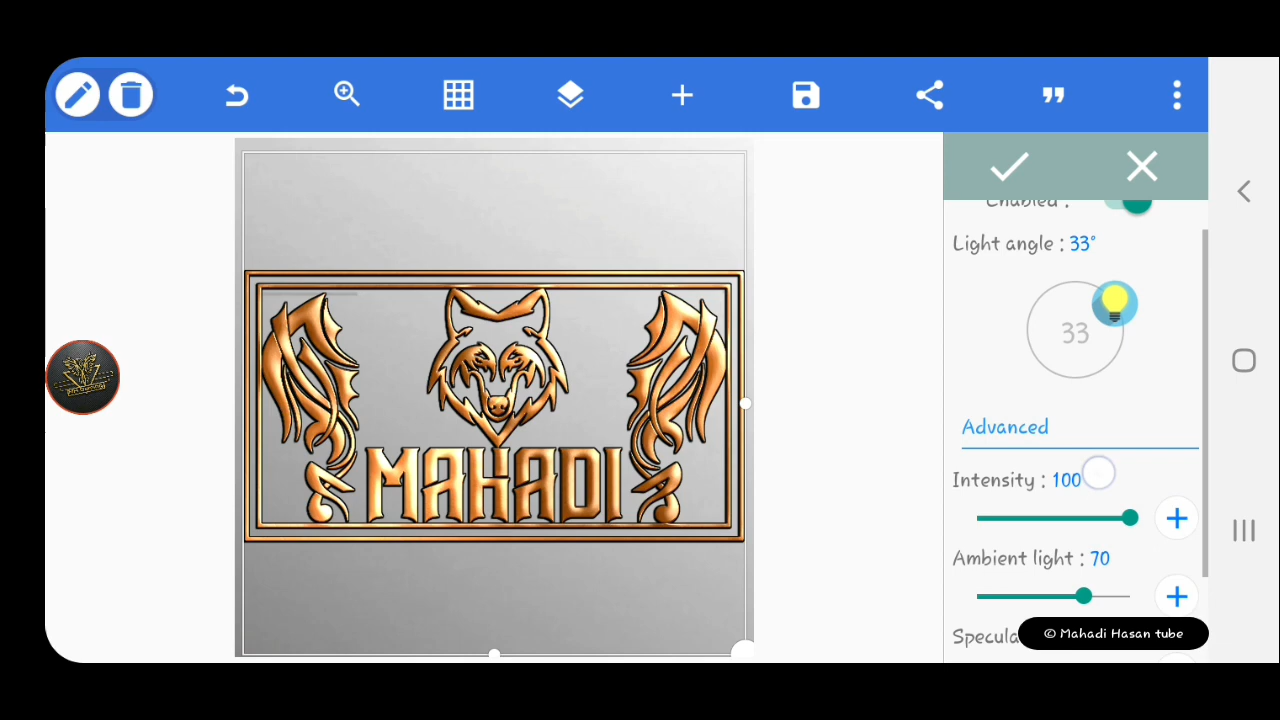 Enabled :
Light angle : 33°
33
Advanced
Intensity : 100
Ambient light : 70
MAHADI
© Mahadi Hasan tube